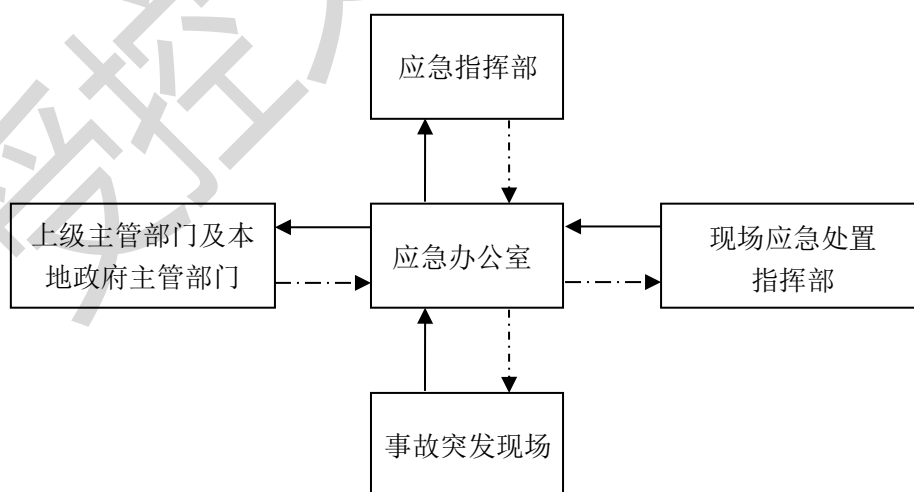 受控
应急指挥部
上级主管部门及本
地政府主管部门
应急办公室
现场应急处置
指挥部
事故突发现场